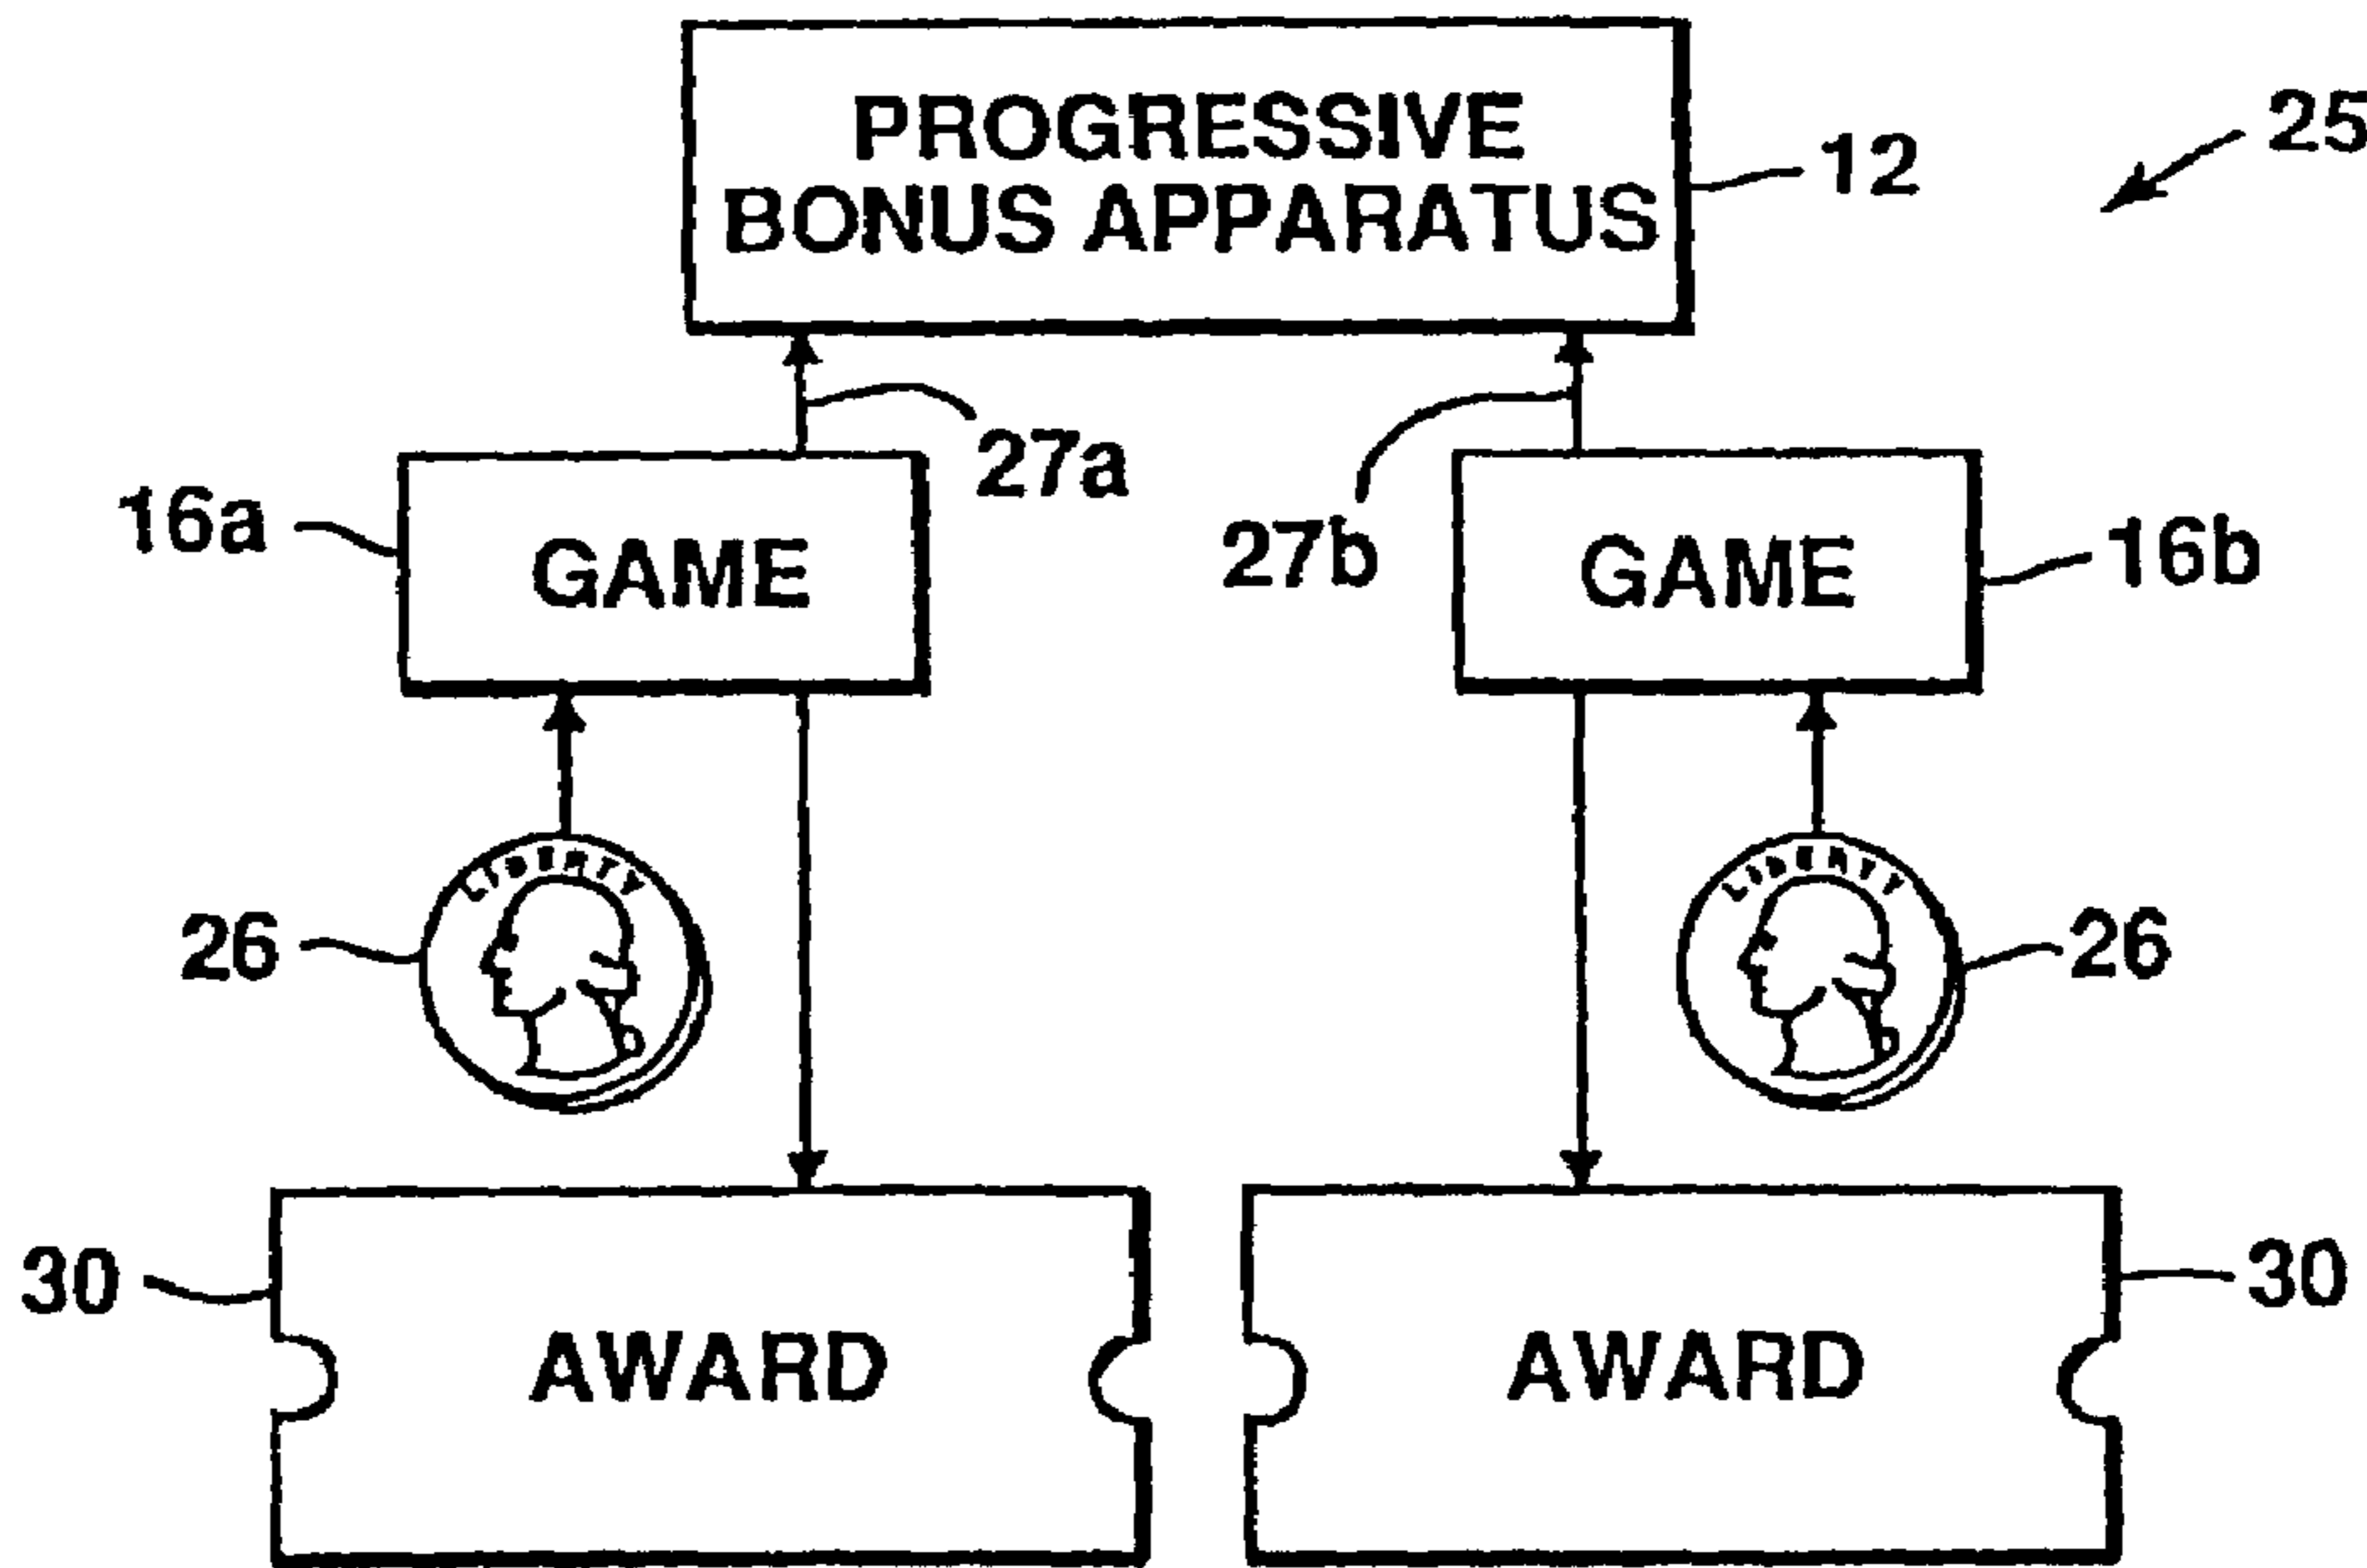 PROGRESSIVE
BONUS APPARATUS
12
25
27a
27b
16a
GAME
GAME
16b
26
26
30
AWARD
AWARD
30